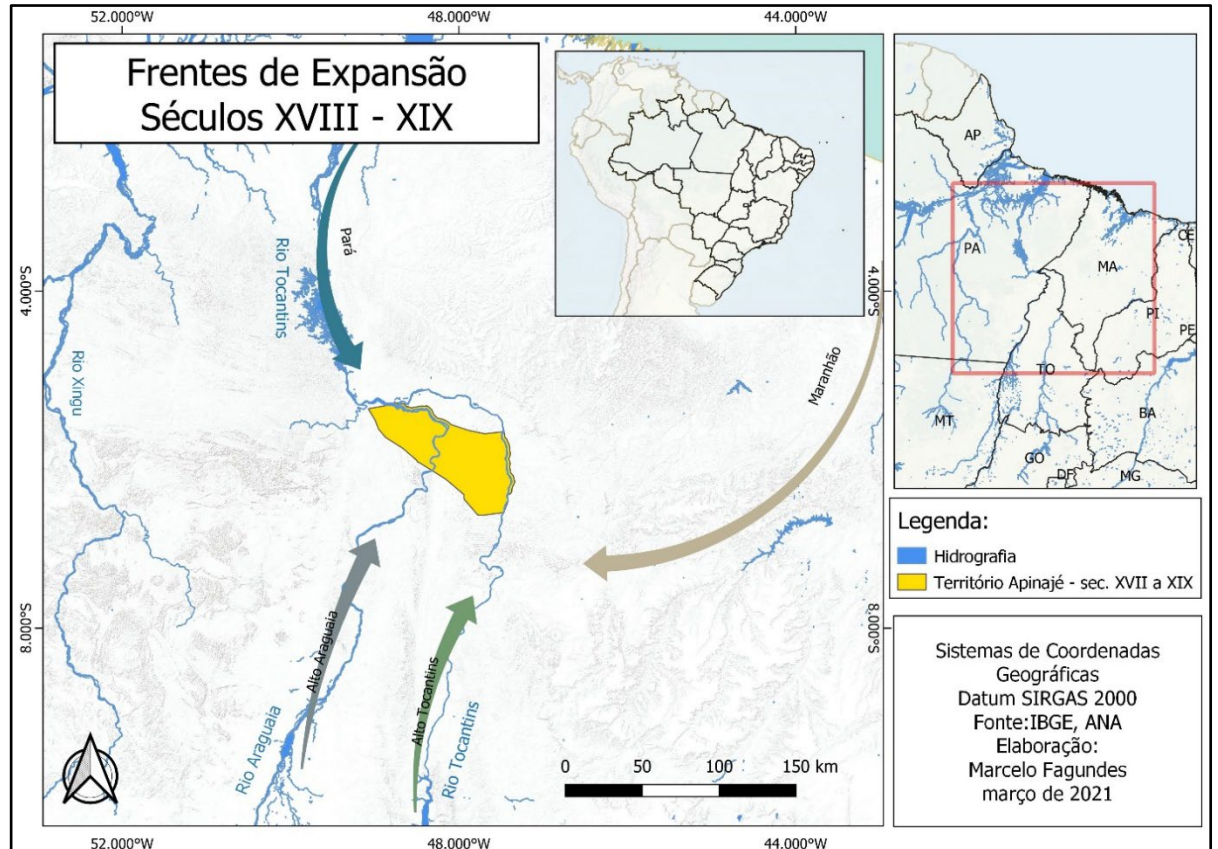 52.000°W
48.000°W
44.000°W
Frentes de Expansão
Séculos XVIII - XIX
Pará
Rio Tocantins
Rio Xingu
Maranhão
Alto Araguaia
Alto Tocantins
Rio Araguaia
Rio Tocantins
4.000°S
8.000°S
4.000°S
8.000°S
0 50 100 150 km
52.000°W
48.000°W
44.000°W
AP
PA
MA
CE
PI
PE
TO
MT
BA
GO
DF
MG
Legenda:
Hidrografia
Território Apinajé - sec. XVII a XIX
Sistemas de Coordenadas
Geográficas
Datum SIRGAS 2000
Fonte:IBGE, ANA
Elaboração:
Marcelo Fagundes
março de 2021